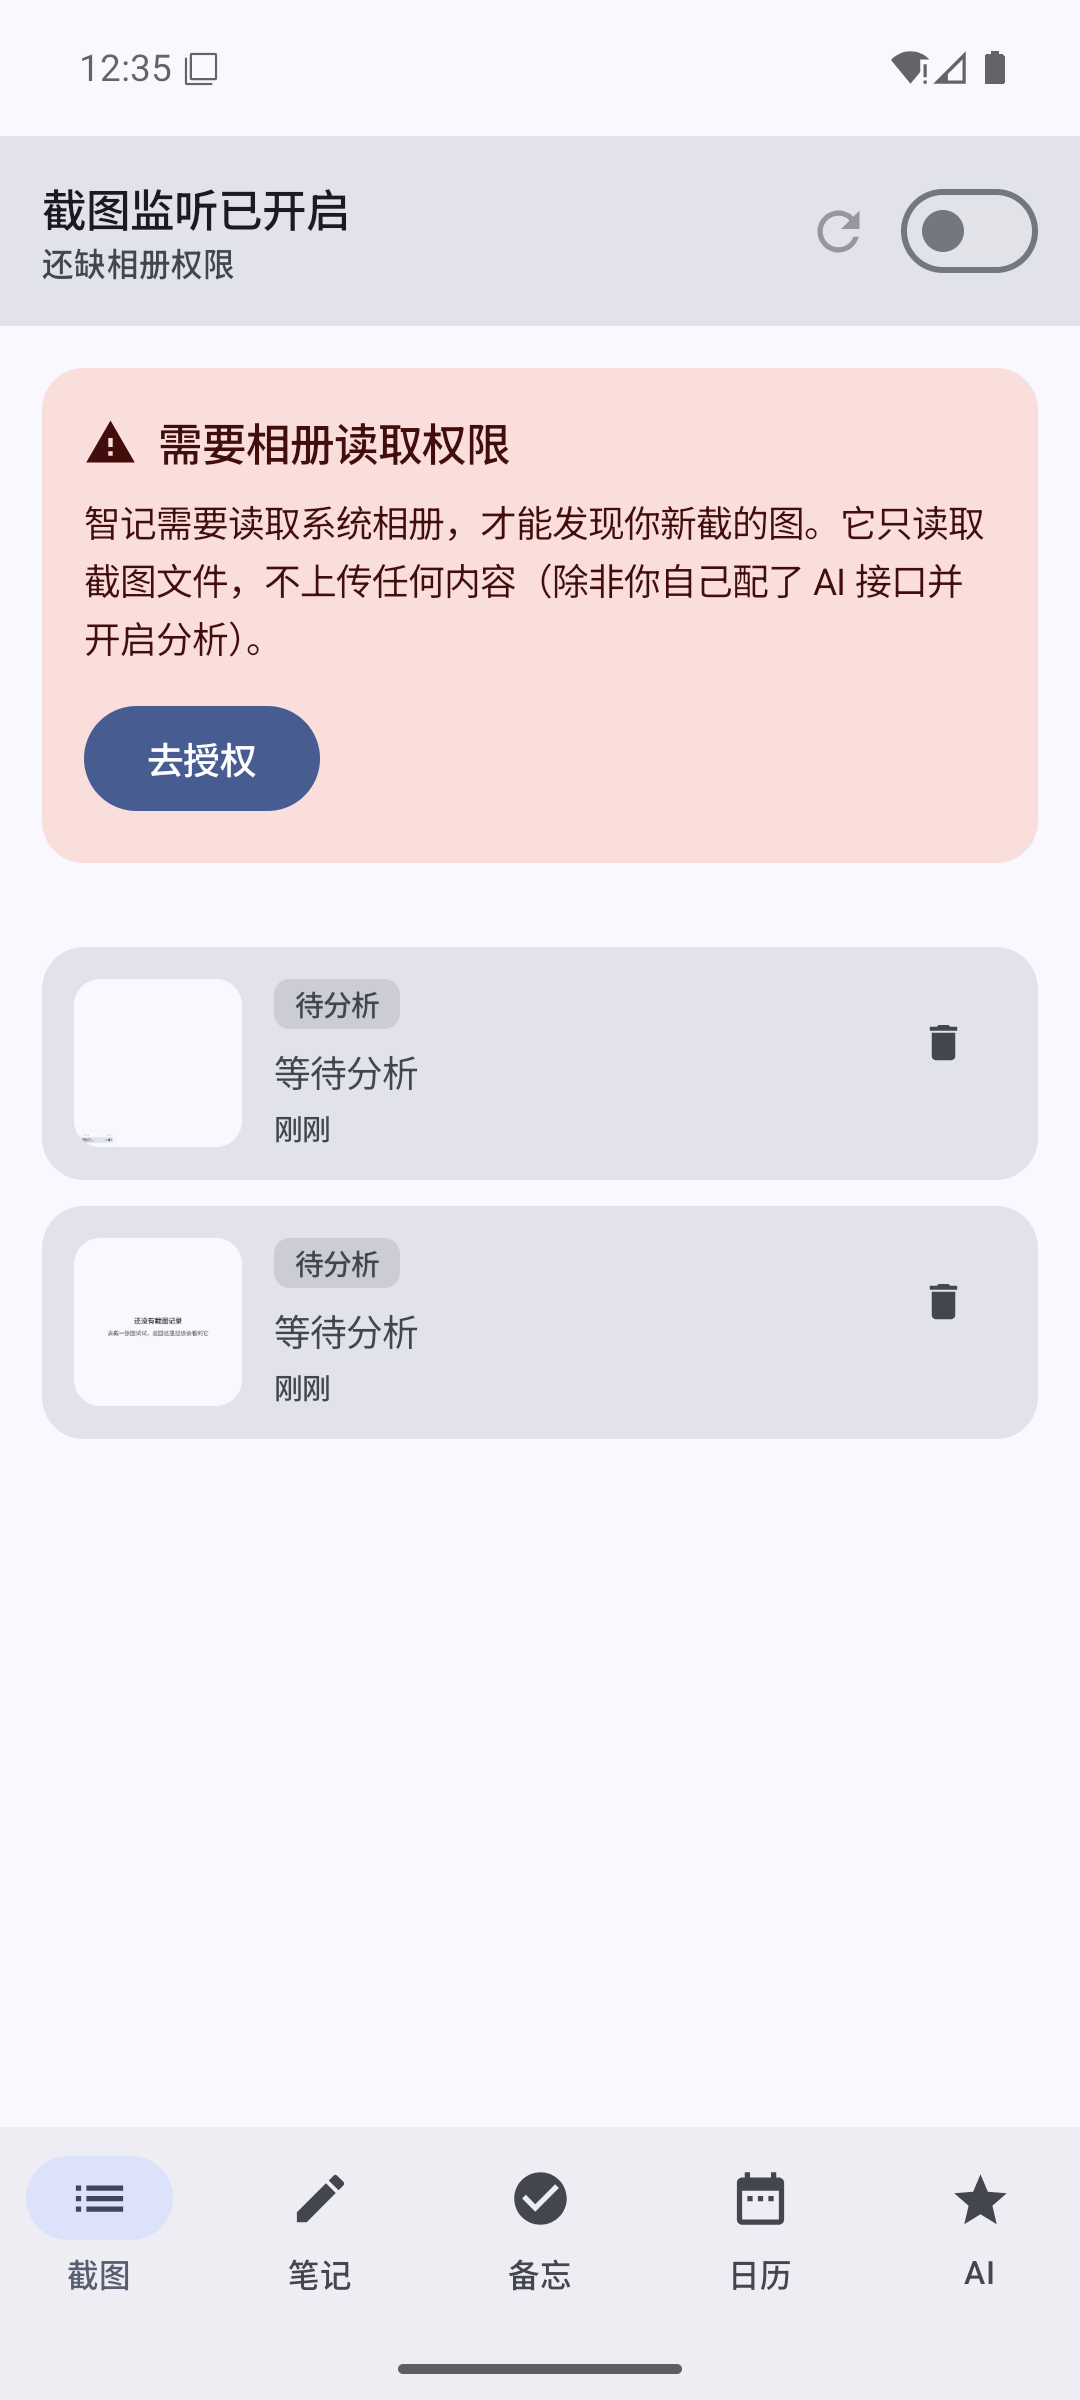 12:35
截图监听已开启
还缺相册权限
需要相册读取权限
智记需要读取系统相册，才能发现你新截的图。它只读取
截图文件，不上传任何内容（除非你自己配了 AI 接口并
开启分析）。
去授权
待分析
等待分析
刚刚
还没有截图记录
待分析
等待分析
刚刚
截图
笔记
备忘
日历
AI